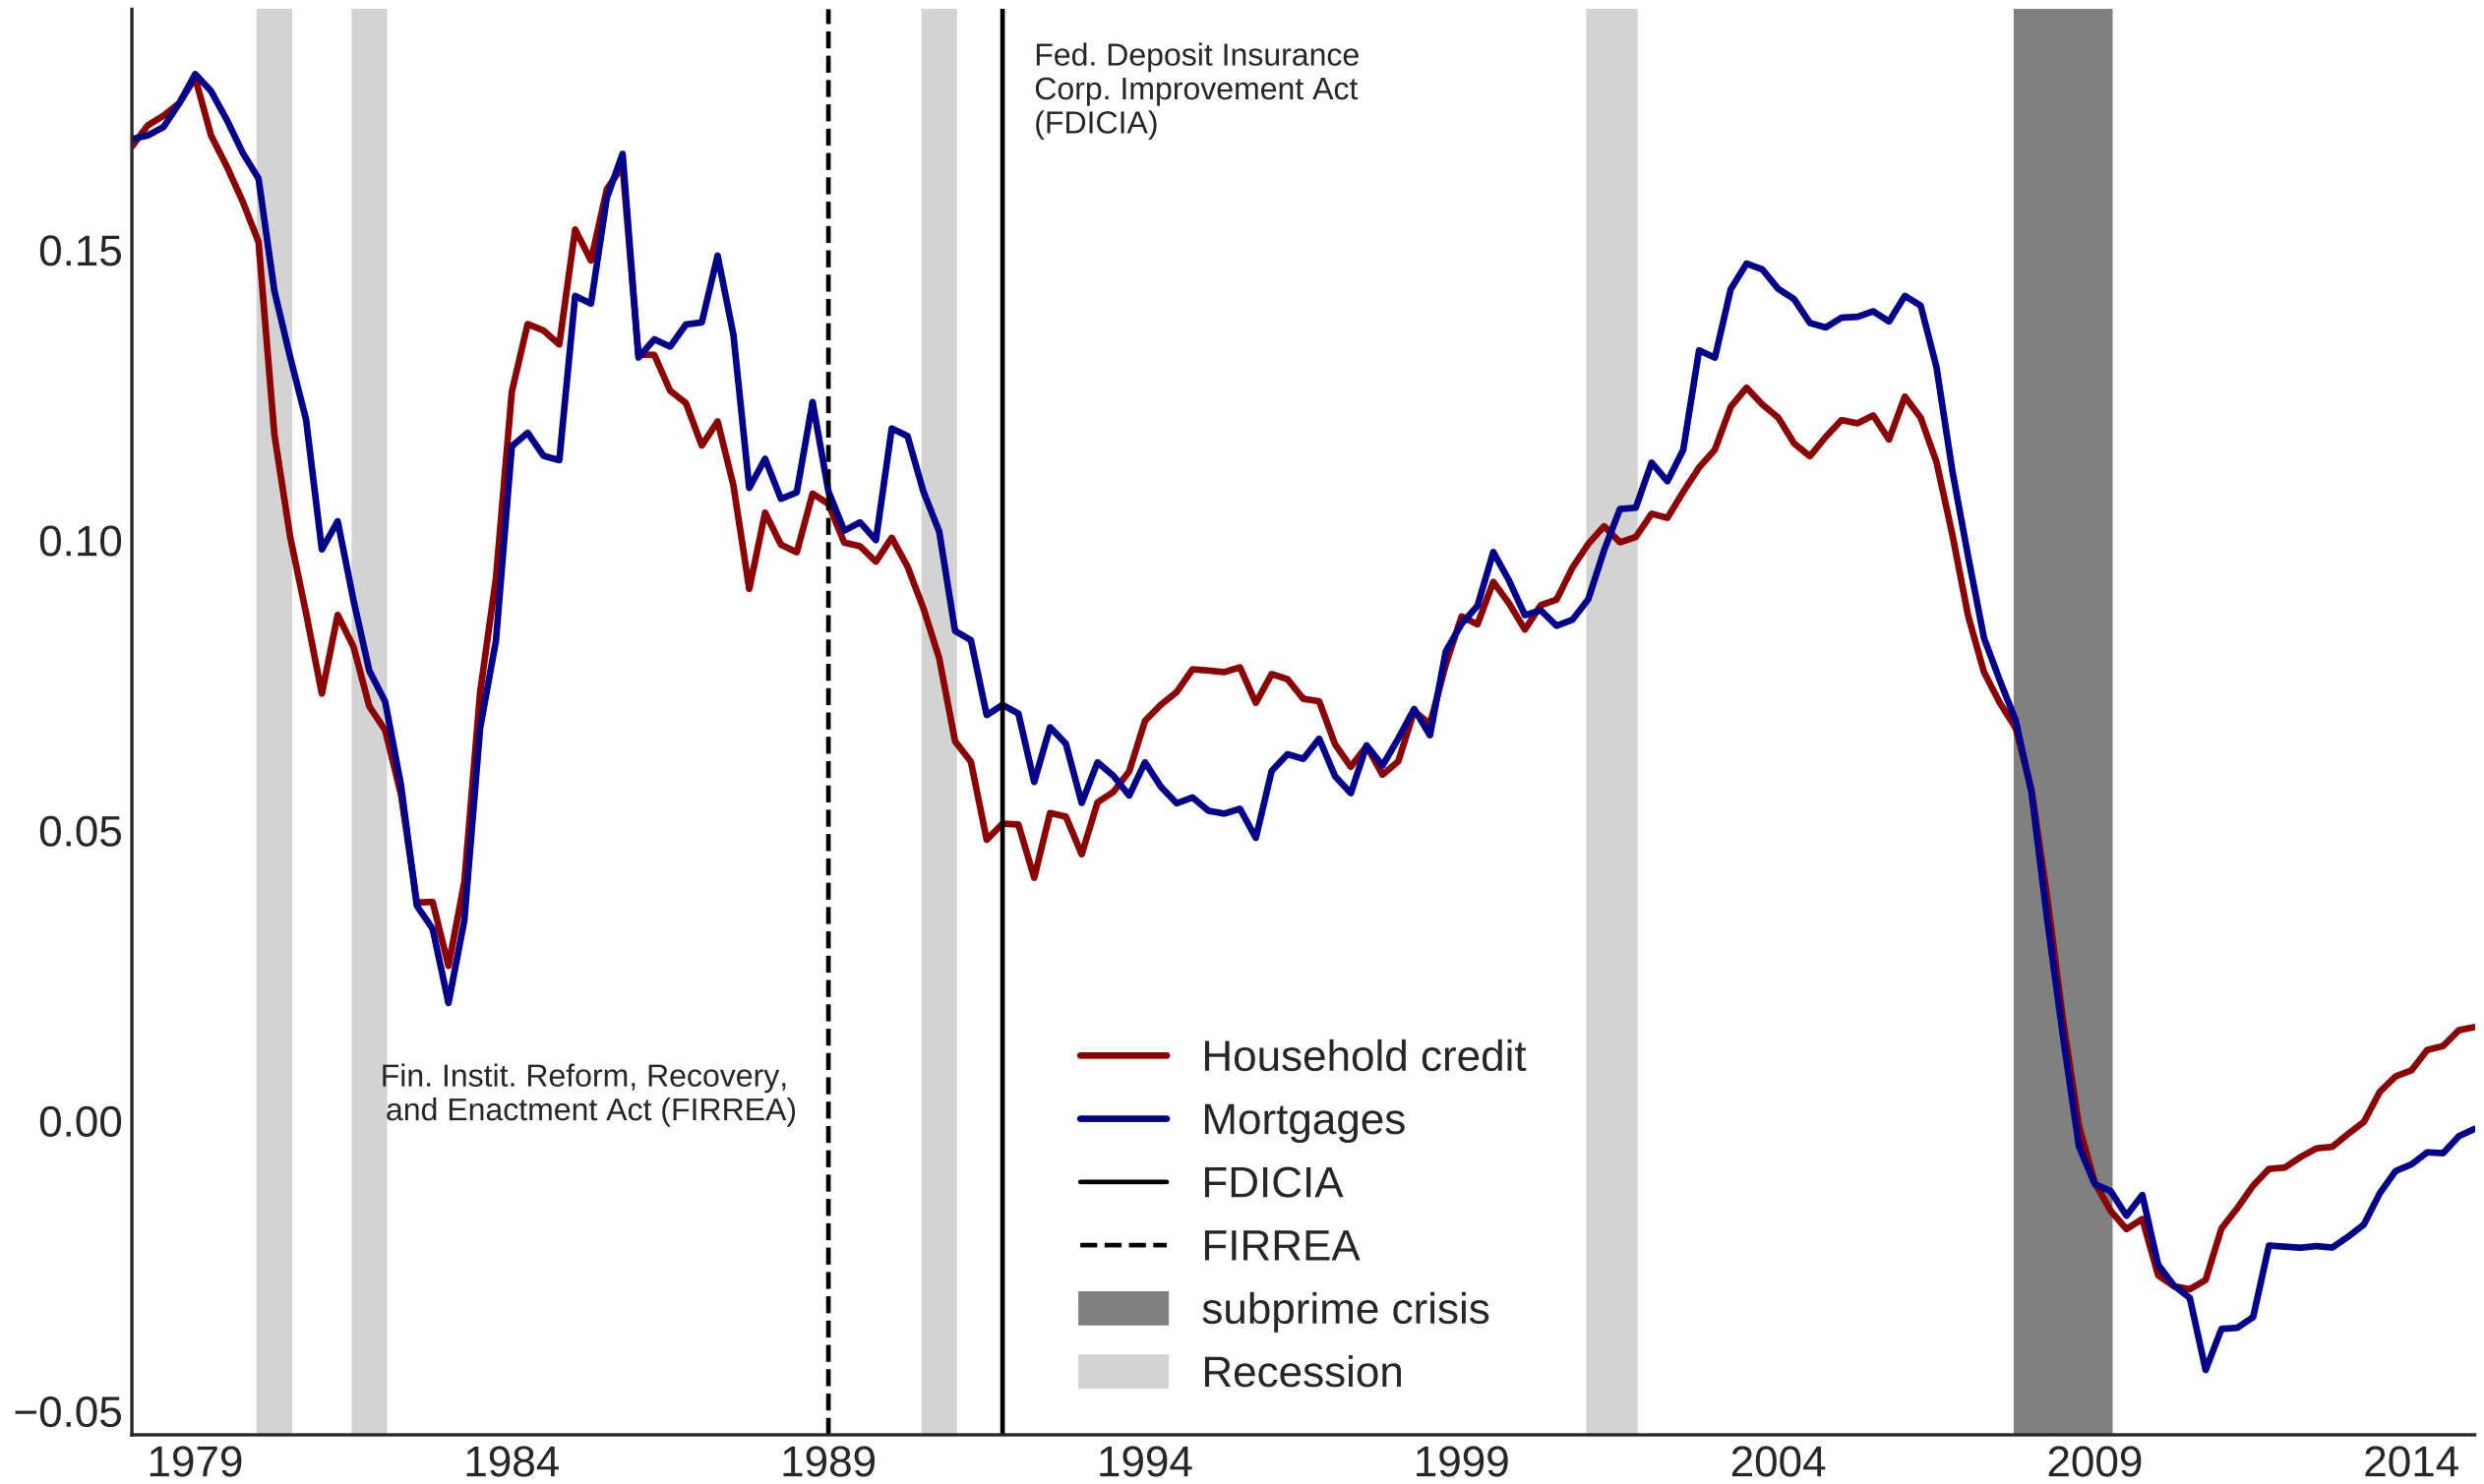 Fed. Deposit Insurance
Corp. Improvement Act
(FDICIA)
0.15
0.10
0.05
0.00
−0.05
Fin. Instit. Reform, Recovery,
and Enactment Act (FIRREA)
Household credit
Mortgages
FDICIA
FIRREA
subprime crisis
Recession
1979 1984 1989 1994 1999 2004 2009 2014